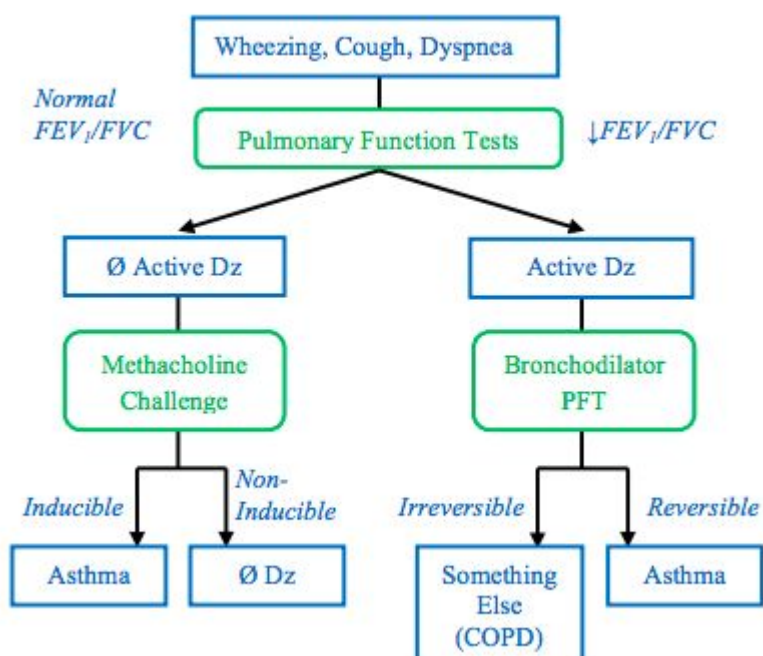 Wheezing, Cough, Dyspnea
Normal
FEV₁/FVC
Pulmonary Function Tests
↓FEV₁/FVC
Ø Active Dz
Active Dz
Methacholine
Challenge
Bronchodilator
PFT
Inducible
Non-
Inducible
Irreversible
Reversible
Asthma
Ø Dz
Something
Else
(COPD)
Asthma